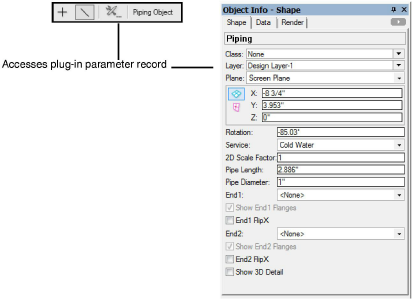 Piping Object
Accesses plug-in parameter record
Object Info - Shape
Shape Data Render
Piping
Class: None
Layer: Design Layer-1
Plane: Screen Plane
X: -8 3/4"
Y: 3.953"
Z: 0"
Rotation: -85.03°
Service: Cold Water
2D Scale Factor: 1
Pipe Length: 2.886"
Pipe Diameter: 1"
End1: <None>
Show End1 Flanges
End1 FlipX
End2: <None>
Show End2 Flanges
End2 FlipX
Show 3D Detail